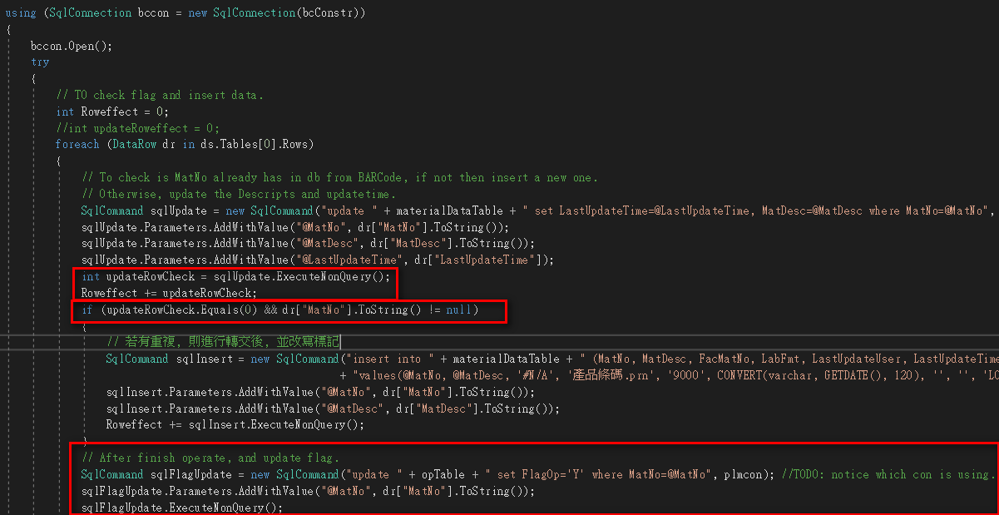 using (SqlConnection bccon = new SqlConnection(bcConstr))
{
bccon.Open();
try
{
// TO check flag and insert data.
int Roweffect = 0;
//int updateRoweffect = 0;
foreach (DataRow dr in ds.Tables[0].Rows)
{
// To check is MatNo already has in db from BARCode, if not then insert a new one.
// Otherwise, update the Descripts and updatetime.
SqlCommand sqlUpdate = new SqlCommand("update " + materialDataTable + " set LastUpdateTime=@LastUpdateTime, MatDesc=@MatDesc where MatNo=@MatNo",
sqlUpdate.Parameters.AddWithValue("@MatNo", dr["MatNo"].ToString());
sqlUpdate.Parameters.AddWithValue("@MatDesc", dr["MatDesc"].ToString());
sqlUpdate.Parameters.AddWithValue("@LastUpdateTime", dr["LastUpdateTime"]);
int updateRowCheck = sqlUpdate.ExecuteNonQuery();
Roweffect += updateRowCheck;
if (updateRowCheck.Equals(0) && dr["MatNo"].ToString() != null)
{
// 若有重複, 則進行轉交後, 並改寫標記
SqlCommand sqlInsert = new SqlCommand("insert into " + materialDataTable + " (MatNo, MatDesc, FacMatNo, LabFmt, LastUpdateUser, LastUpdateTime
+ "values(@MatNo, @MatDesc, '#N/A', '產品條碼.prn', '9000', CONVERT(varchar, GETDATE(), 120), '', '', 'LO
sqlInsert.Parameters.AddWithValue("@MatNo", dr["MatNo"].ToString());
sqlInsert.Parameters.AddWithValue("@MatDesc", dr["MatDesc"].ToString());
Roweffect += sqlInsert.ExecuteNonQuery();
}
// After finish operate, and update flag.
SqlCommand sqlFlagUpdate = new SqlCommand("update " + opTable + " set FlagOp='Y' where MatNo=@MatNo", plmcon); //TODO: notice which con is using.
sqlFlagUpdate.Parameters.AddWithValue("@MatNo", dr["MatNo"].ToString());
sqlFlagUpdate.ExecuteNonQuery();